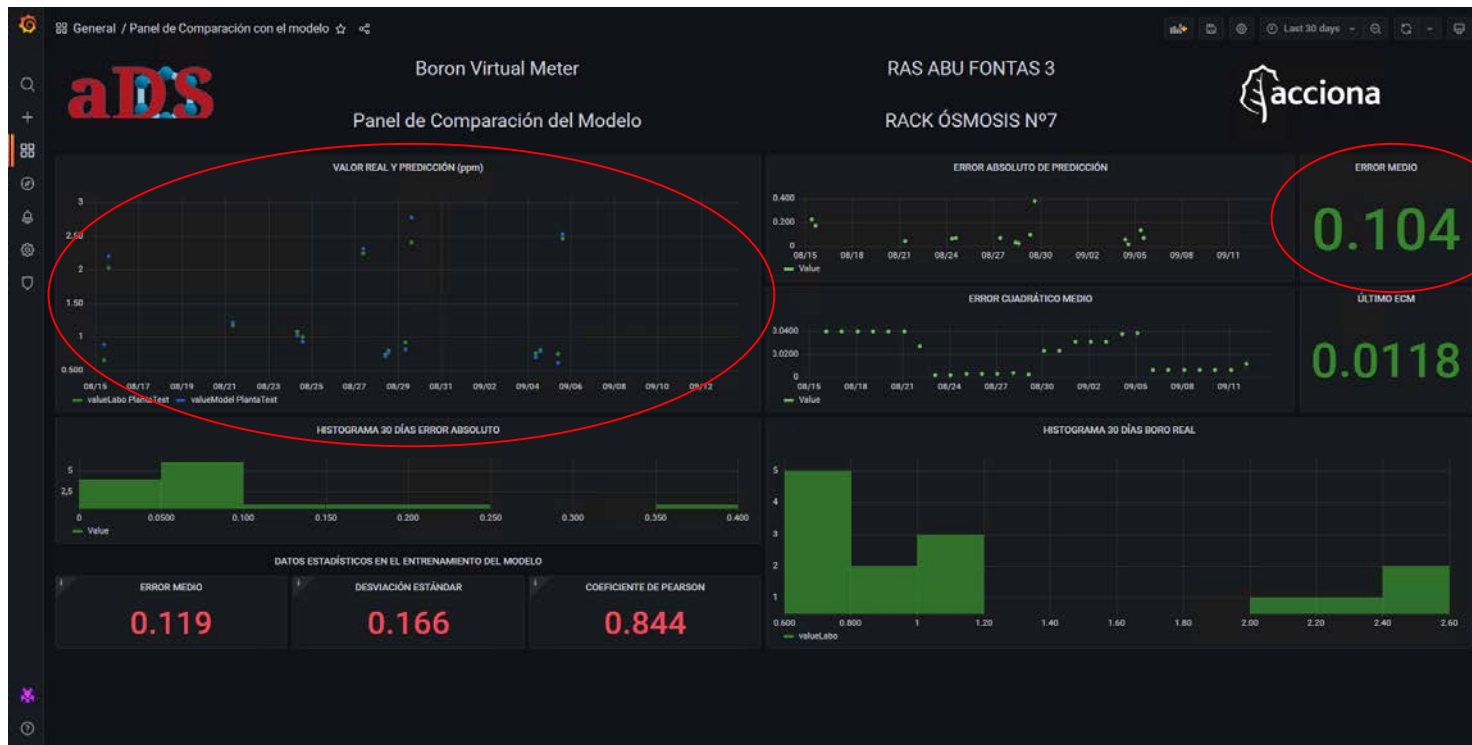 General / Panel de Comparación con el modelo
Last 30 days
aDS
Boron Virtual Meter
RAS ABU FONTAS 3
acciona
Panel de Comparación del Modelo
RACK ÓSMOSIS Nº7
VALOR REAL Y PREDICCIÓN (ppm)
3
2.50
2
1.50
1
0.500
08/15 08/17 08/19 08/21 08/23 08/25 08/27 08/29 08/31 09/02 09/04 09/06 09/08 09/10 09/12
valueLabo PlantaTest valueModel PlantaTest
ERROR ABSOLUTO DE PREDICCIÓN
0.400
0.200
0
08/15 08/18 08/21 08/24 08/27 08/30 09/02 09/05 09/08 09/11
Value
ERROR MEDIO
0.104
ERROR CUADRÁTICO MEDIO
0.0400
0.0200
0
08/15 08/18 08/21 08/24 08/27 08/30 09/02 09/05 09/08 09/11
Value
ÚLTIMO ECM
0.0118
HISTOGRAMA 30 DÍAS ERROR ABSOLUTO
5
2,5
0 0.0500 0.100 0.150 0.200 0.250 0.300 0.350 0.400
Value
HISTOGRAMA 30 DÍAS BORO REAL
5
4
3
2
1
0.600 0.800 1 1.20 1.40 1.60 1.80 2.00 2.20 2.40 2.60
valueLabo
DATOS ESTADÍSTICOS EN EL ENTRENAMIENTO DEL MODELO
ERROR MEDIO
0.119
DESVIACIÓN ESTÁNDAR
0.166
COEFICIENTE DE PEARSON
0.844